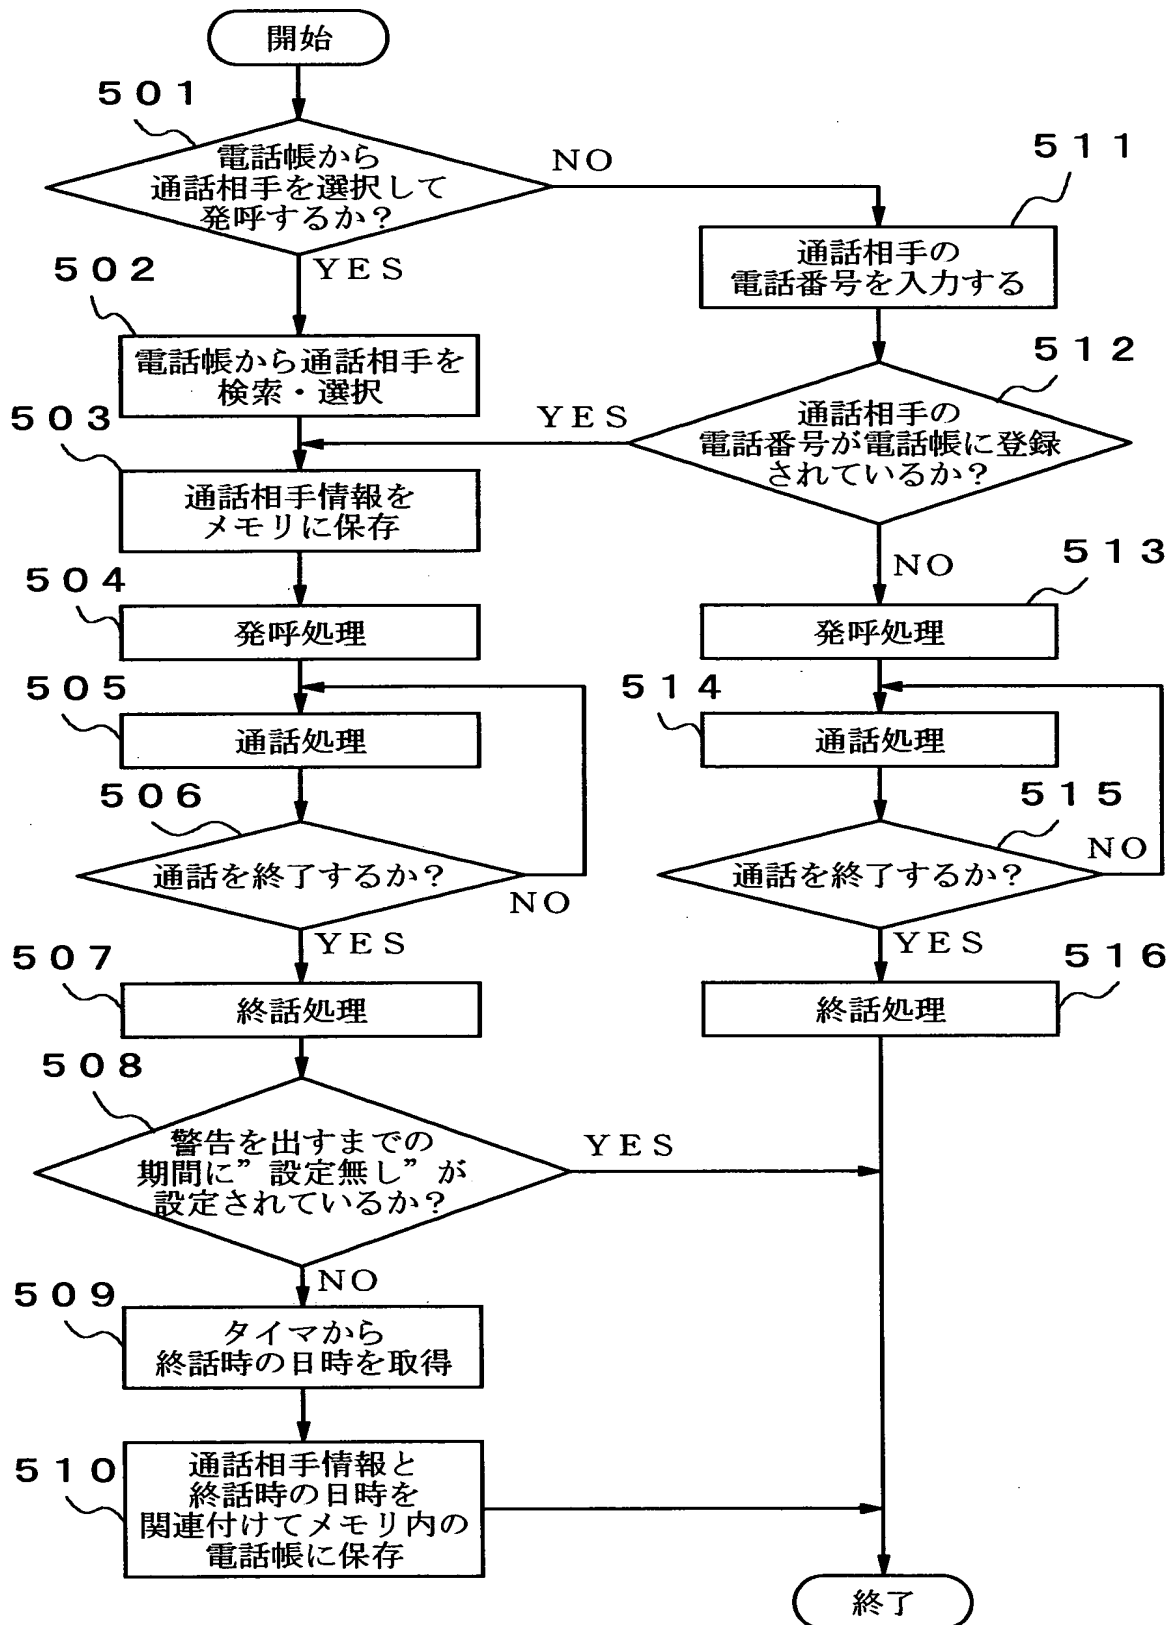 開始
５０１
電話帳から
通話相手を選択して
発呼するか？
NO
YES
５１１
通話相手の
電話番号を入力する
５０２
電話帳から通話相手を
検索・選択
５１２
通話相手の
電話番号が電話帳に登録
されているか？
YES
NO
５０３
通話相手情報を
メモリに保存
５０４
発呼処理
５１３
発呼処理
５０５
通話処理
５１４
通話処理
５０６
通話を終了するか？
NO
YES
５１５
通話を終了するか？
NO
YES
５０７
終話処理
５１６
終話処理
５０８
警告を出すまでの
期間に”設定無し”が
設定されているか？
YES
NO
５０９
タイマから
終話時の日時を取得
５１０
通話相手情報と
終話時の日時を
関連付けてメモリ内の
電話帳に保存
終了